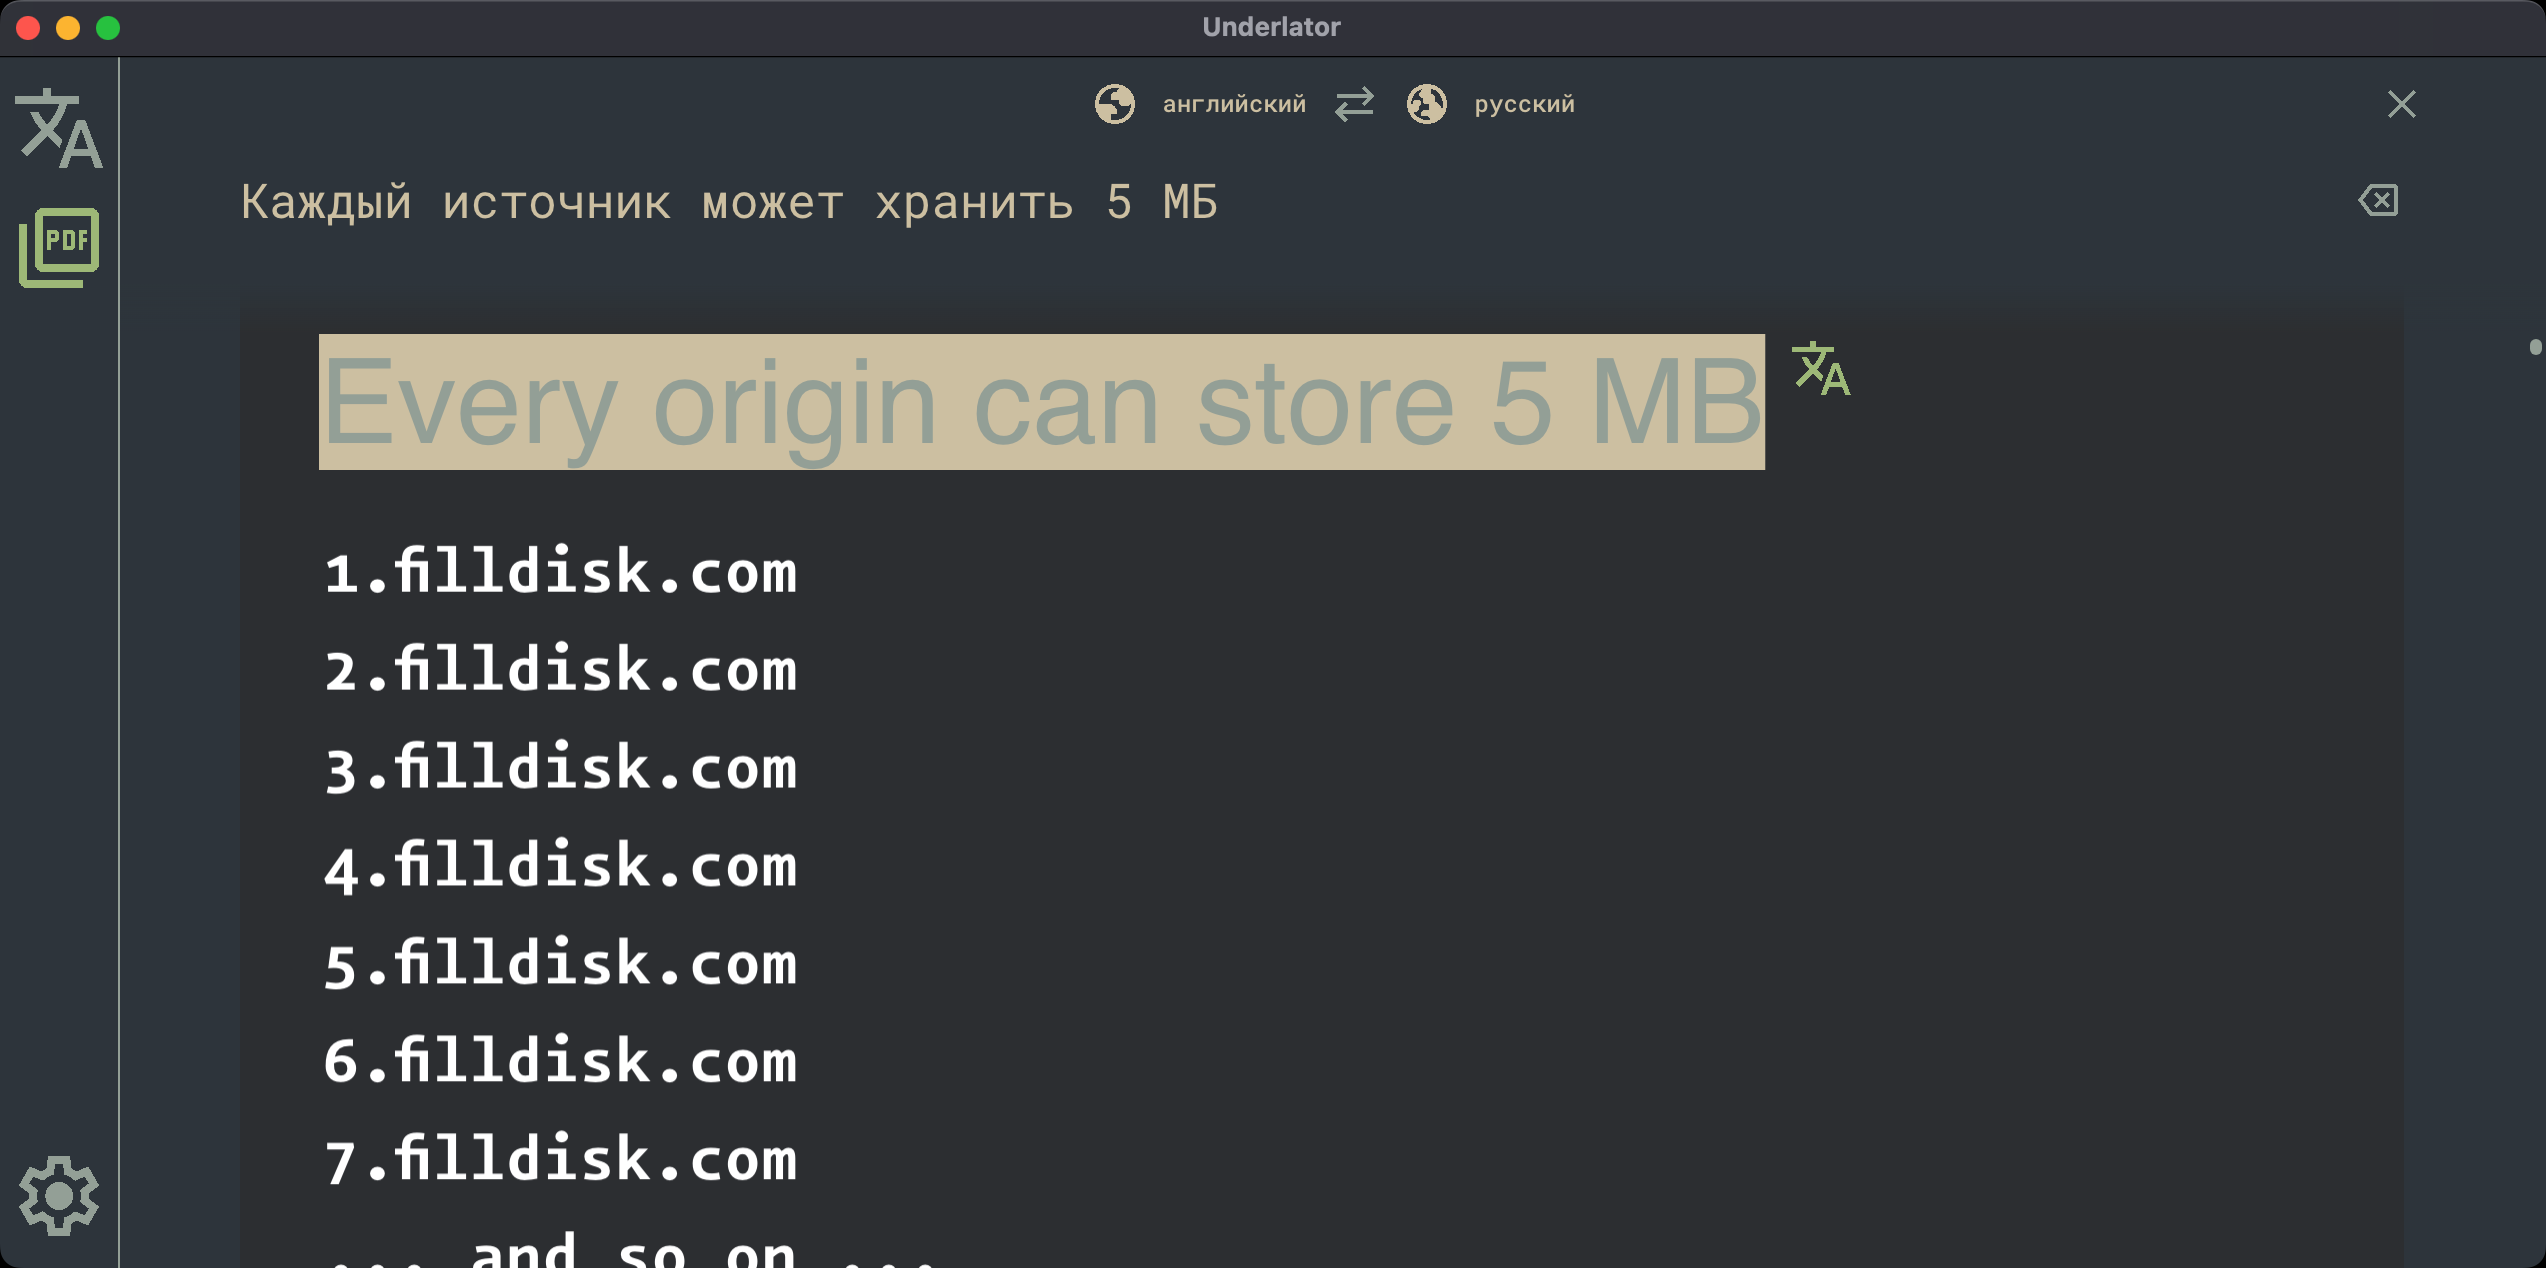 Underlator
английский русский
Каждый источник может хранить 5 МБ
PDF
Every origin can store 5 MB
1.filldisk.com
2.filldisk.com
3.filldisk.com
4.filldisk.com
5.filldisk.com
6.filldisk.com
7.filldisk.com
... and so on ...